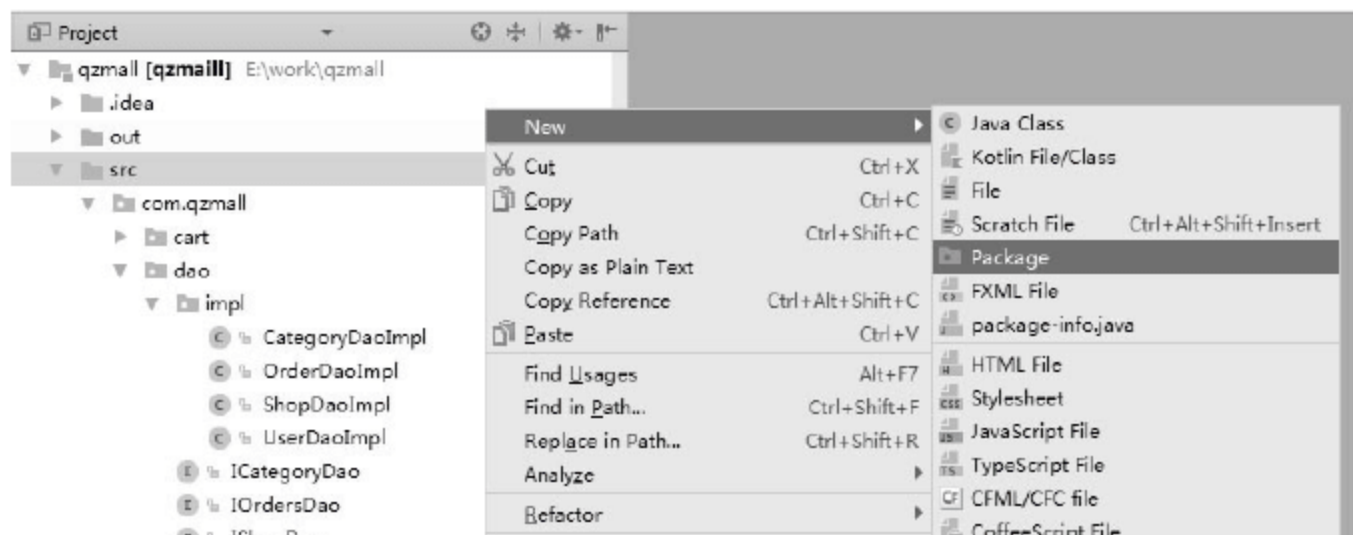 Project
qzmall [qzmaill] E:\work\qzmall
.idea
out
src
com.qzmall
cart
dao
impl
CategoryDaoImpl
OrderDaoImpl
ShopDaoImpl
UserDaoImpl
ICategoryDao
IOrdersDao
New
Cut Ctrl+X
Copy Ctrl+C
Copy Path Ctrl+Shift+C
Copy as Plain Text
Copy Reference Ctrl+Alt+Shift+C
Paste Ctrl+V
Find Usages Alt+F7
Find in Path... Ctrl+Shift+F
Replace in Path... Ctrl+Shift+R
Analyze
Refactor
Java Class
Kotlin File/Class
File
Scratch File Ctrl+Alt+Shift+Insert
Package
FXML File
package-info.java
HTML File
Stylesheet
JavaScript File
TypeScript File
CFML/CFC file
CoffeeScript File